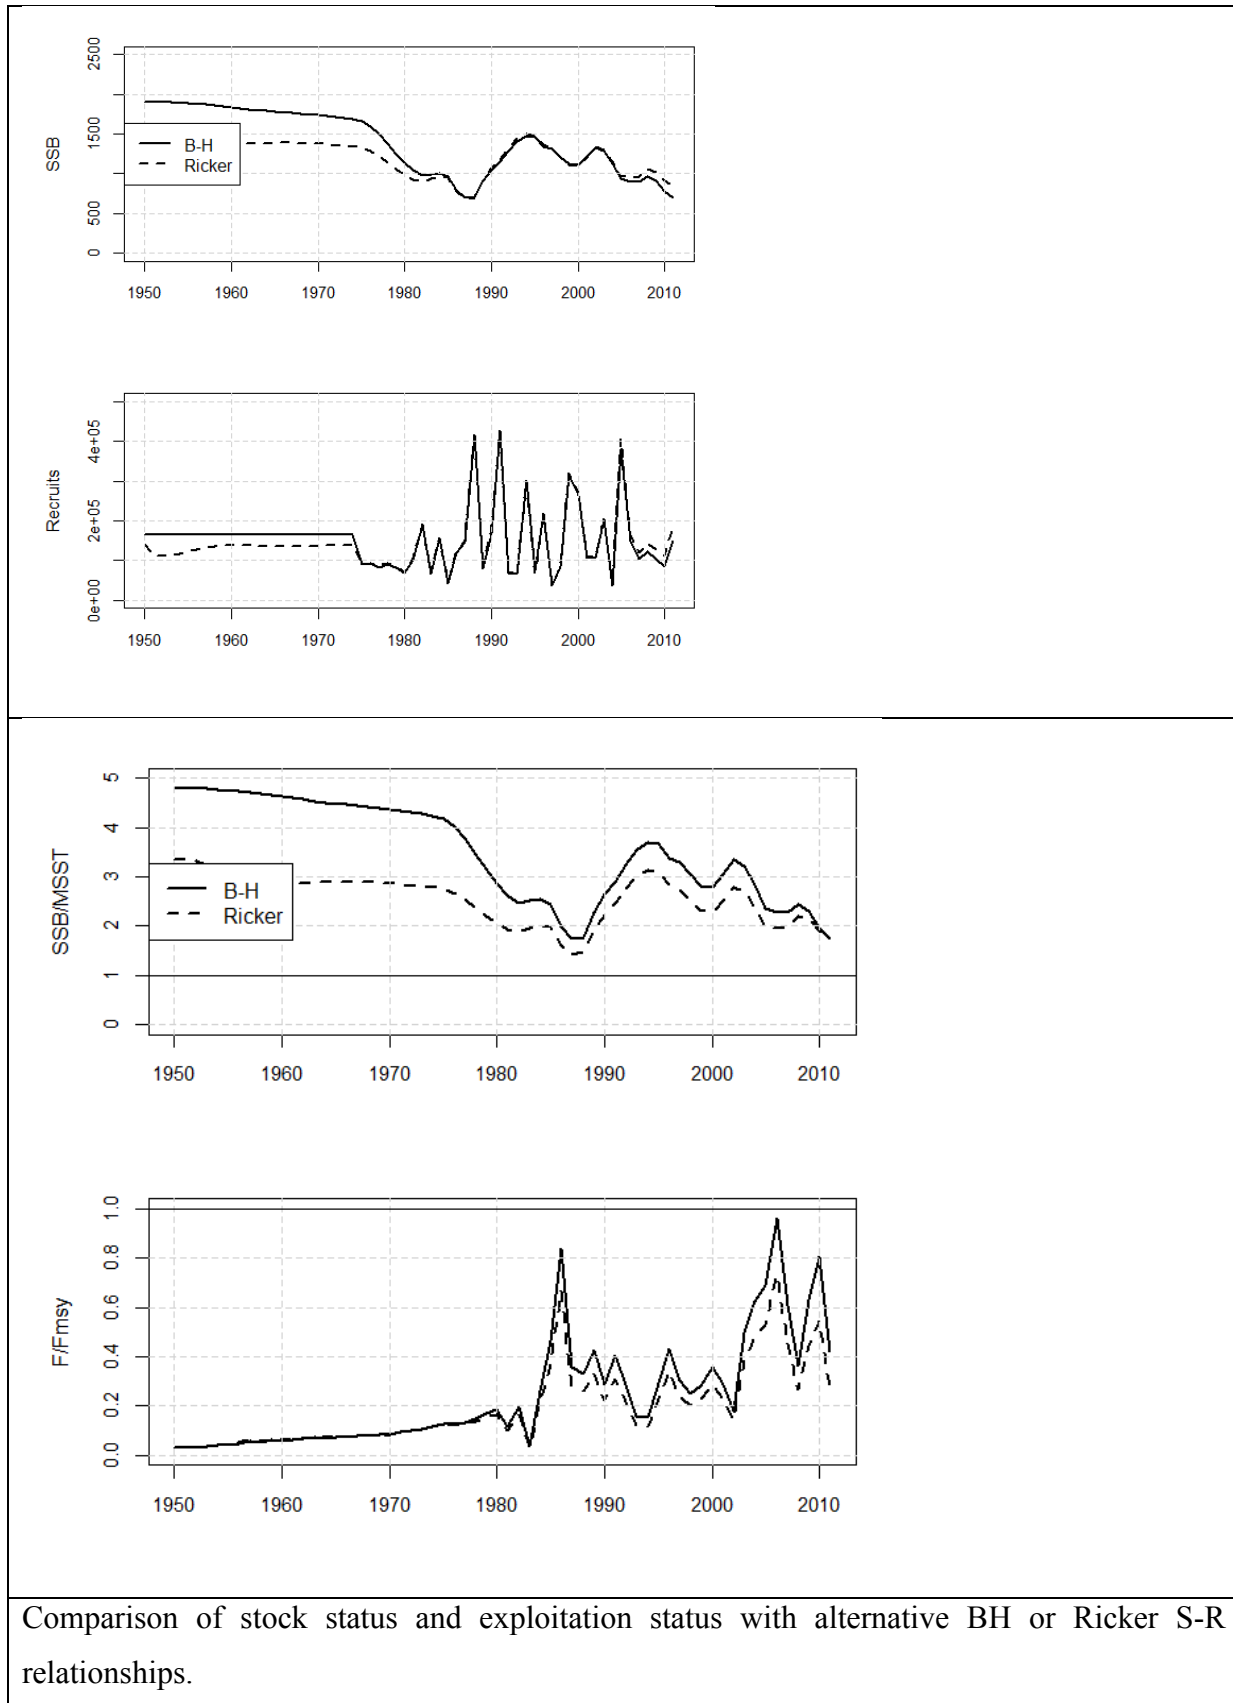 2500
1500
500
0
SSB
B-H
Ricker
1950 1960 1970 1980 1990 2000 2010
4e+05
2e+05
0e+00
Recruits
1950 1960 1970 1980 1990 2000 2010
5
4
3
2
1
0
SSB/MSST
B-H
Ricker
1950 1960 1970 1980 1990 2000 2010
1.0
0.8
0.6
0.4
0.2
0.0
F/Fmsy
1950 1960 1970 1980 1990 2000 2010
Comparison of stock status and exploitation status with alternative BH or Ricker S-R
relationships.